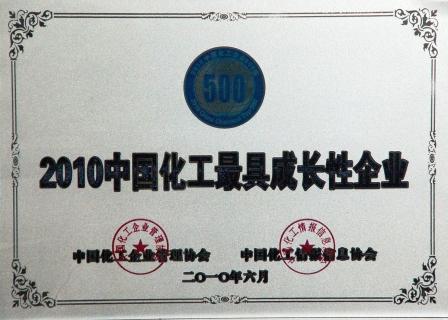 500
2010中国化工最具成长性企业
中国化工企业管理协会 中国化工情报信息协会
二〇一〇年六月